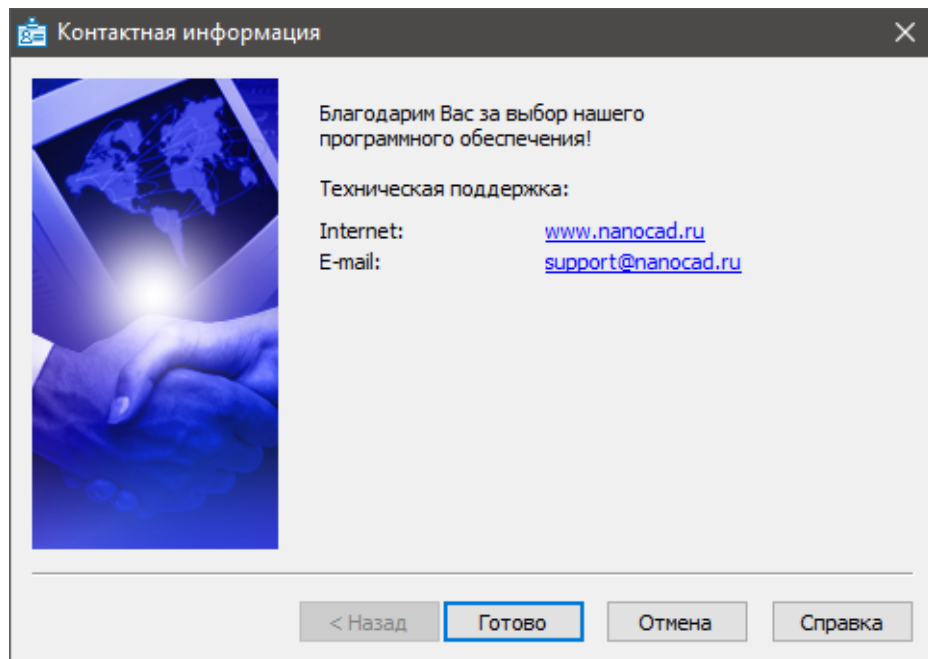 Контактная информация
Благодарим Вас за выбор нашего
программного обеспечения!
Техническая поддержка:
Internet: www.nanocad.ru
E-mail: support@nanocad.ru
< Назад Готово Отмена Справка